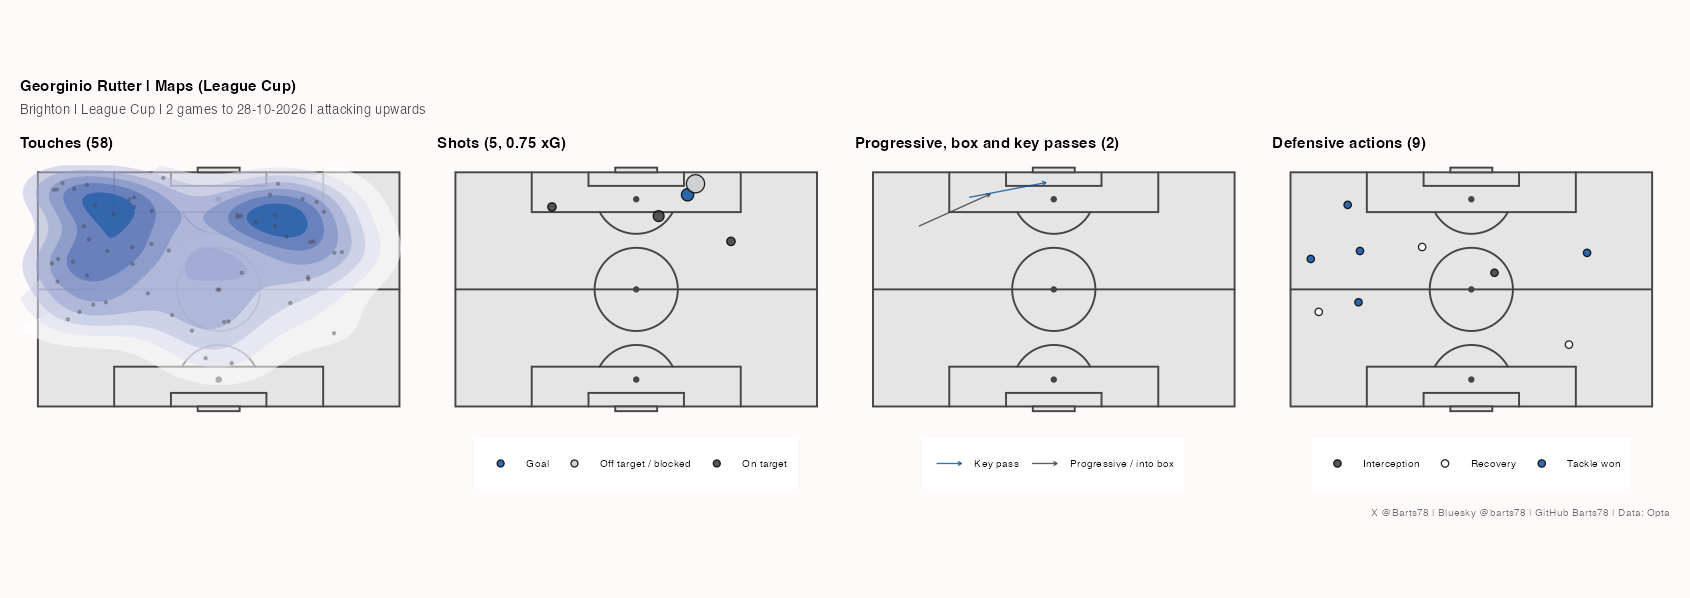 Georginio Rutter | Maps (League Cup)
Brighton | League Cup | 2 games to 28-10-2026 | attacking upwards
Touches (58)
Shots (5, 0.75 xG)
Progressive, box and key passes (2)
Defensive actions (9)
Goal
Off target / blocked
On target
Key pass
Progressive / into box
Interception
Recovery
Tackle won
X @Barts78 | Bluesky @barts78 | GitHub Barts78 | Data: Opta